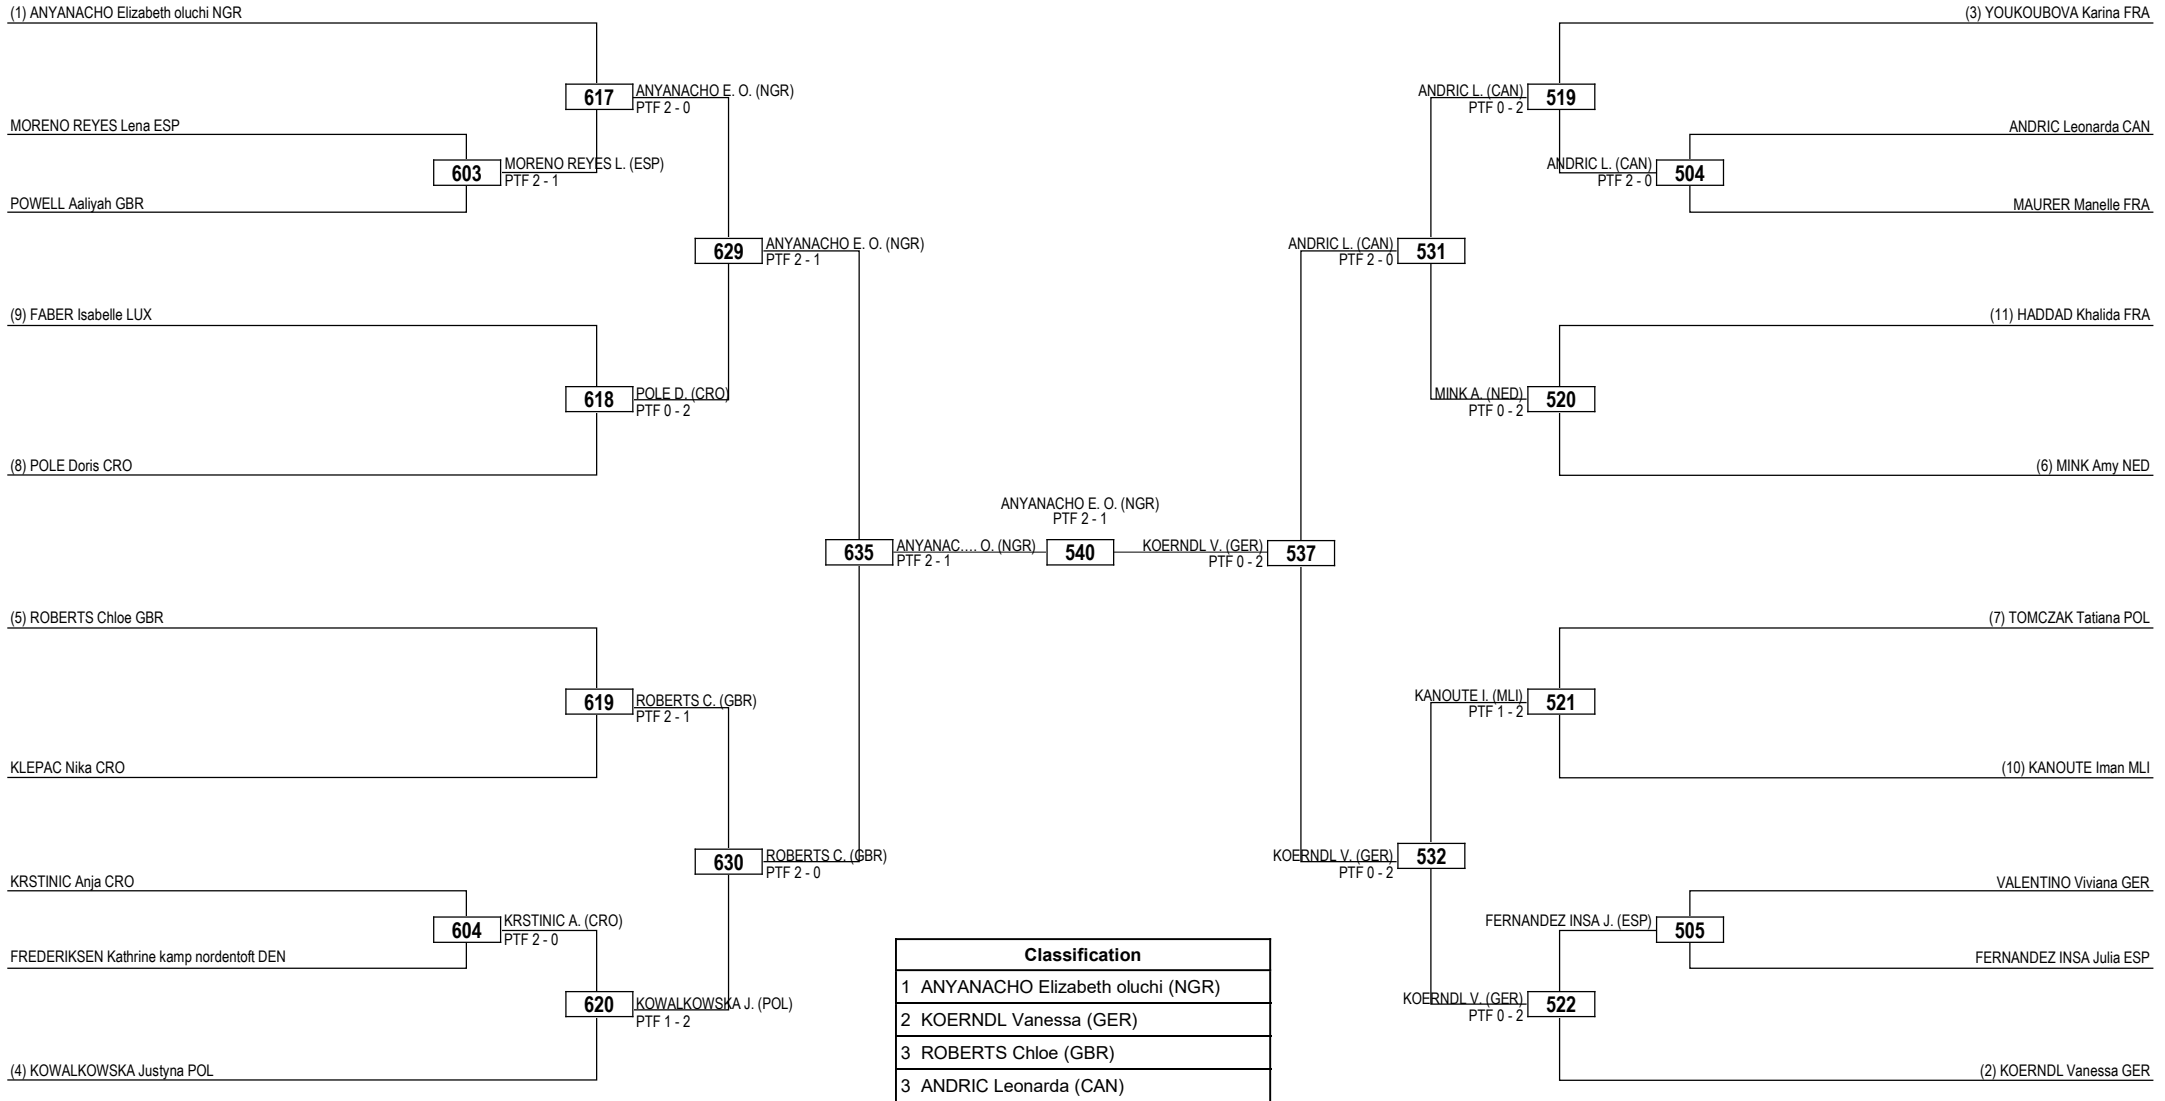 (1) ANYANACHO Elizabeth oluchi NGR
(3) YOUKOUBOVA Karina FRA
617
ANYANACHO E. O. (NGR)
PTF 2 - 0
ANDRIC L. (CAN)
PTF 0 - 2
519
MORENO REYES Lena ESP
ANDRIC Leonarda CAN
603
MORENO REYES L. (ESP)
PTF 2 - 1
ANDRIC L. (CAN)
PTF 2 - 0
504
POWELL Aaliyah GBR
MAURER Manelle FRA
629
ANYANACHO E. O. (NGR)
PTF 2 - 1
ANDRIC L. (CAN)
PTF 2 - 0
531
(9) FABER Isabelle LUX
(11) HADDAD Khalida FRA
618
POLE D. (CRO)
PTF 0 - 2
MINK A. (NED)
PTF 0 - 2
520
(8) POLE Doris CRO
(6) MINK Amy NED
ANYANACHO E. O. (NGR)
PTF 2 - 1
635
ANYANAC.... O. (NGR)
PTF 2 - 1
540
KOERNDL V. (GER)
PTF 0 - 2
537
(5) ROBERTS Chloe GBR
(7) TOMCZAK Tatiana POL
619
ROBERTS C. (GBR)
PTF 2 - 1
KANOUTE I. (MLI)
PTF 1 - 2
521
KLEPAC Nika CRO
(10) KANOUTE Iman MLI
630
ROBERTS C. (GBR)
PTF 2 - 0
KOERNDL V. (GER)
PTF 0 - 2
532
KRSTINIC Anja CRO
VALENTINO Viviana GER
604
KRSTINIC A. (CRO)
PTF 2 - 0
FERNANDEZ INSA J. (ESP)
505
FREDERIKSEN Kathrine kamp nordentoft DEN
FERNANDEZ INSA Julia ESP
620
KOWALKOWSKA J. (POL)
PTF 1 - 2
KOERNDL V. (GER)
PTF 0 - 2
522
(4) KOWALKOWSKA Justyna POL
(2) KOERNDL Vanessa GER
Classification
1 ANYANACHO Elizabeth oluchi (NGR)
2 KOERNDL Vanessa (GER)
3 ROBERTS Chloe (GBR)
3 ANDRIC Leonarda (CAN)